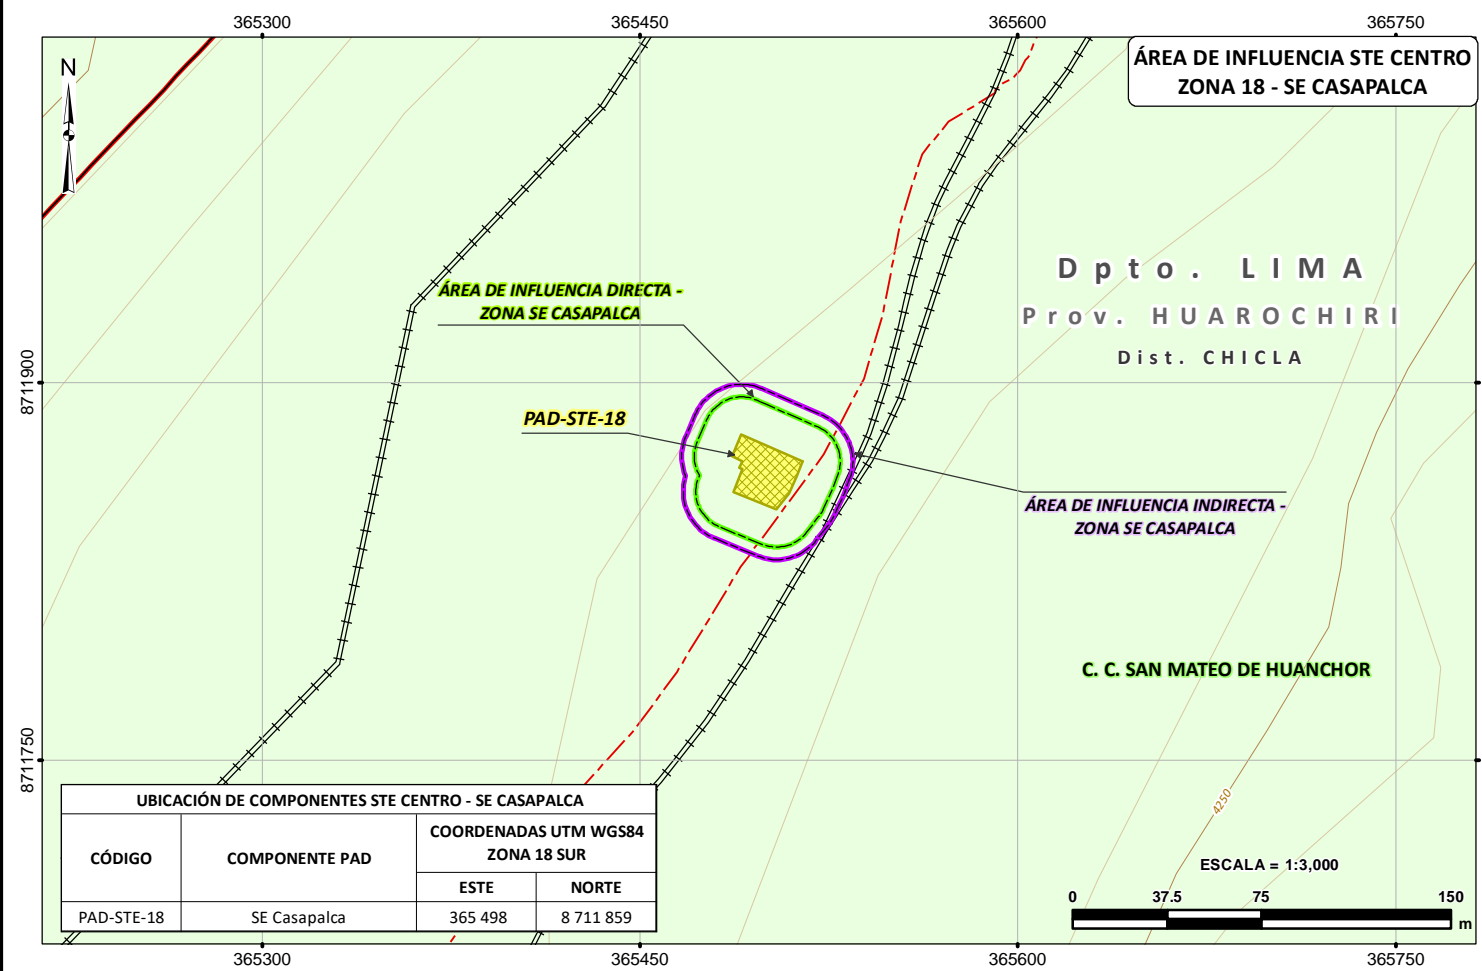 365300
365450
365600
365750
ÁREA DE INFLUENCIA STE CENTRO
ZONA 18 - SE CASAPALCA
N
Dpto. LIMA
Prov. HUAROCHIRI
Dist. CHICLA
ÁREA DE INFLUENCIA DIRECTA -
ZONA SE CASAPALCA
8711900
PAD-STE-18
ÁREA DE INFLUENCIA INDIRECTA -
ZONA SE CASAPALCA
C. C. SAN MATEO DE HUANCHOR
8711750
4250
UBICACIÓN DE COMPONENTES STE CENTRO - SE CASAPALCA
CÓDIGO
COMPONENTE PAD
COORDENADAS UTM WGS84
ZONA 18 SUR
ESTE
NORTE
PAD-STE-18
SE Casapalca
365 498
8 711 859
ESCALA = 1:3,000
0
37.5
75
150
m
365300
365450
365600
365750